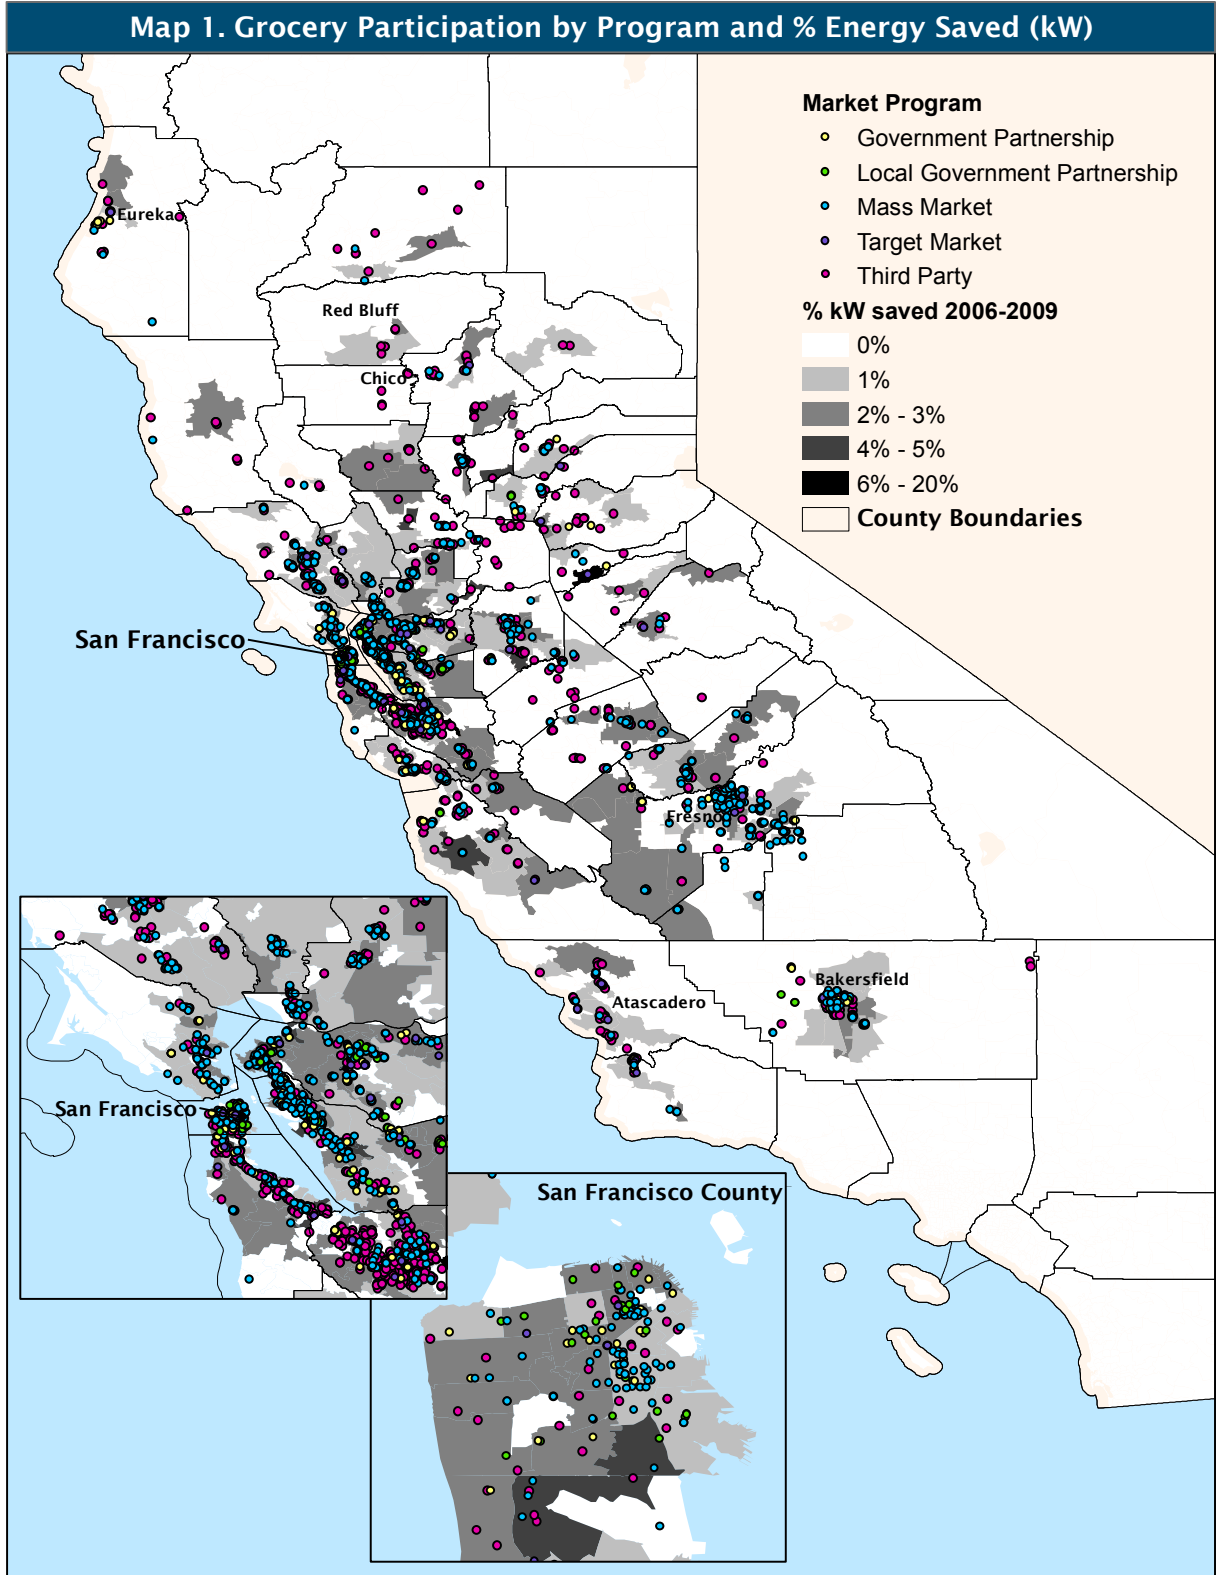 Map 1. Grocery Participation by Program and % Energy Saved (kW)
Market Program
Government Partnership
Local Government Partnership
Mass Market
Target Market
Third Party
% kW saved 2006-2009
0%
1%
2% - 3%
4% - 5%
6% - 20%
County Boundaries
Eureka
Red Bluff
Chico
San Francisco
Fresno
Atascadero
Bakersfield
San Francisco
San Francisco County